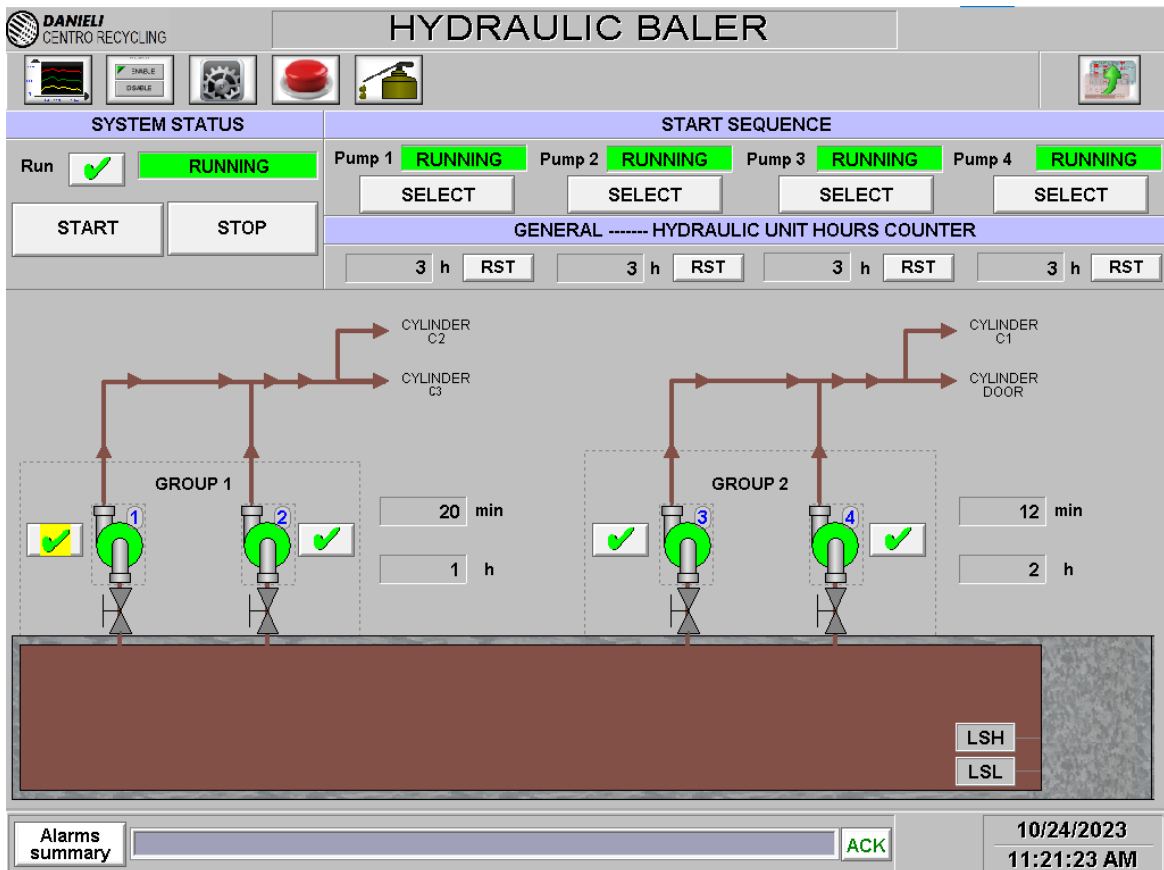 DANIELI
CENTRO RECYCLING
HYDRAULIC BALER
ENABLE
DISABLE
SYSTEM STATUS
START SEQUENCE
Run RUNNING
Pump 1 RUNNING Pump 2 RUNNING Pump 3 RUNNING Pump 4 RUNNING
SELECT SELECT SELECT SELECT
START STOP
GENERAL ------- HYDRAULIC UNIT HOURS COUNTER
3 h RST 3 h RST 3 h RST 3 h RST
CYLINDER
C2
CYLINDER
C3
CYLINDER
C1
CYLINDER
DOOR
GROUP 1
GROUP 2
1 2 20 min
3 4 12 min
1 h
2 h
LSH
LSL
Alarms
summary
ACK
10/24/2023
11:21:23 AM